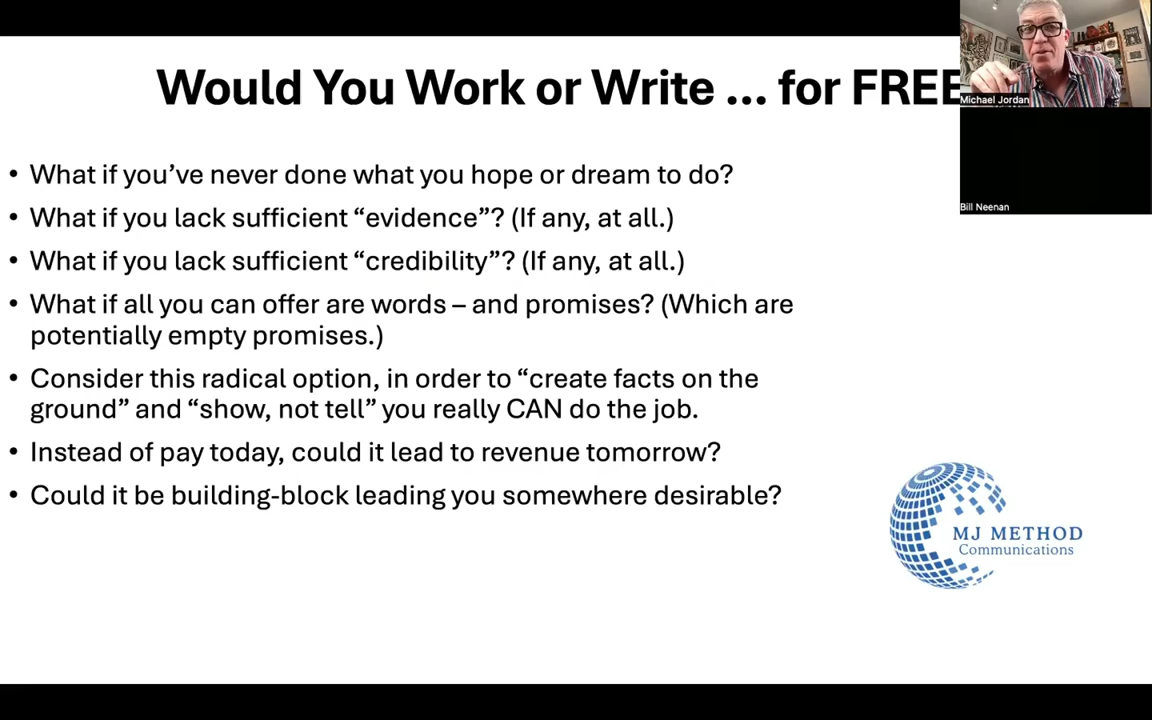 Would You Work or Write ... for FREE
Michael Jordan
• What if you’ve never done what you hope or dream to do?
• What if you lack sufficient “evidence”? (If any, at all.)
Bill Neenan
• What if you lack sufficient “credibility”? (If any, at all.)
• What if all you can offer are words – and promises? (Which are
potentially empty promises.)
• Consider this radical option, in order to “create facts on the
ground” and “show, not tell” you really CAN do the job.
• Instead of pay today, could it lead to revenue tomorrow?
• Could it be building-block leading you somewhere desirable?
MJ METHOD
Communications